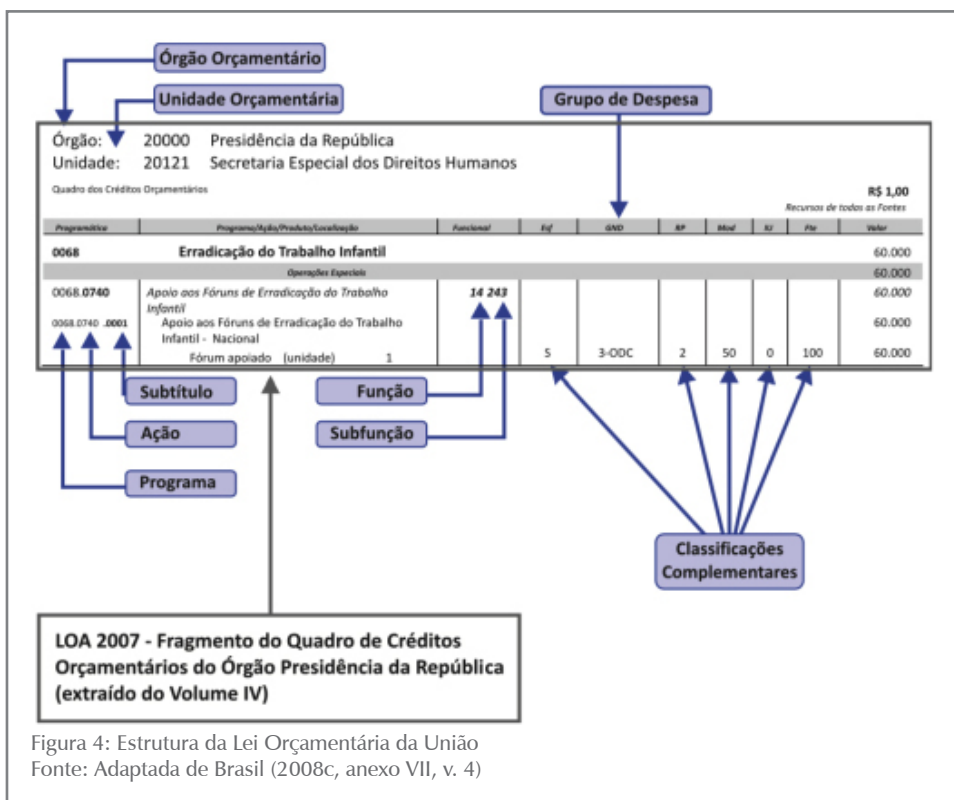 Órgão Orçamentário
Unidade Orçamentária
Grupo de Despesa
Órgão: 20000 Presidência da República
Unidade: 20121 Secretaria Especial dos Direitos Humanos
Quadro dos Créditos Orçamentários
R$ 1,00
Recursos de todas as Fontes
Programática Programa/Ação/Produto/Localização Funcional Esf GND RP Mod IU Fte Valor
0068 Erradicação do Trabalho Infantil 60.000
Operações Especiais 60.000
0068.0740 Apoio aos Fóruns de Erradicação do Trabalho 14 243 60.000
Infantil
0068.0740 .0001 Apoio aos Fóruns de Erradicação do Trabalho 60.000
Infantil - Nacional
Fórum apoiado (unidade) 1 S 3-ODC 2 50 0 100 60.000
Subtítulo
Função
Ação
Subfunção
Programa
Classificações
Complementares
LOA 2007 - Fragmento do Quadro de Créditos
Orçamentários do Órgão Presidência da República
(extraído do Volume IV)
Figura 4: Estrutura da Lei Orçamentária da União
Fonte: Adaptada de Brasil (2008c, anexo VII, v. 4)